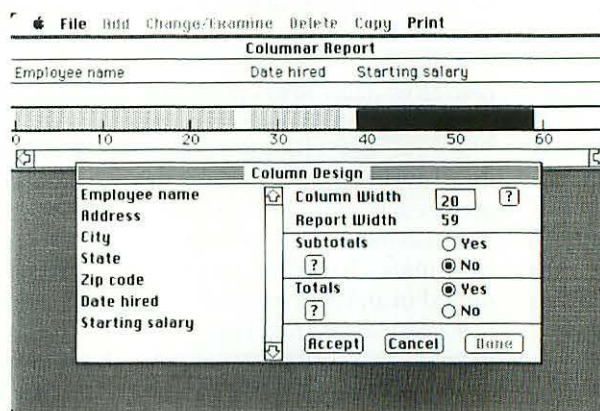 File Add Change/Examine Delete Copy Print
Columnar Report
Employee name Date hired Starting salary
0 10 20 30 40 50 60
Column Design
Employee name
Address
City
State
Zip code
Date hired
Starting salary
Column Width 20 ?
Report Width 59
Subtotals Yes
? No
Totals Yes
? No
Accept Cancel Done